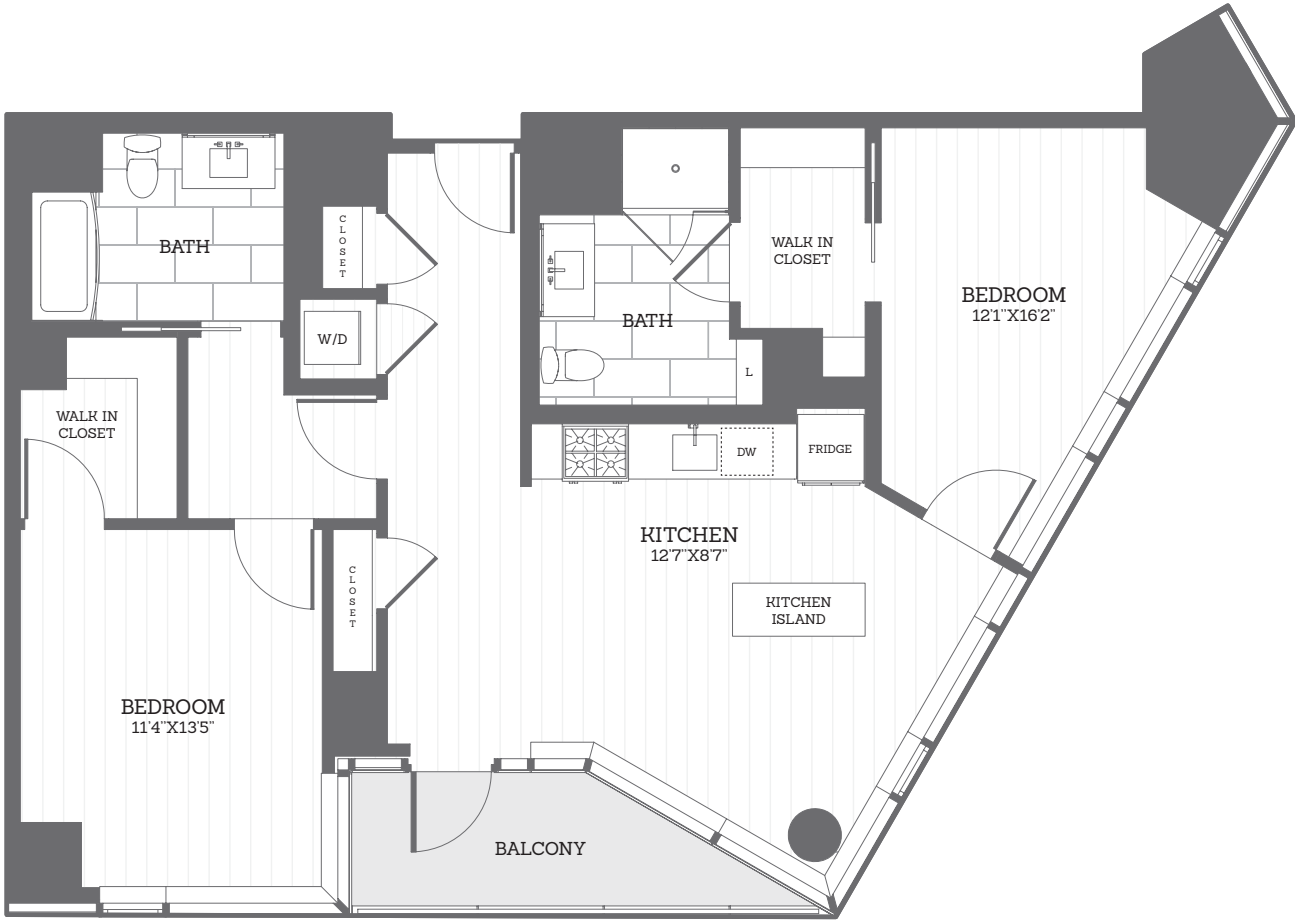 BATH
CLOSET
WALK IN
CLOSET
BEDROOM
12'1"X16'2"
BATH
W/D
L
WALK IN
CLOSET
DW
FRIDGE
KITCHEN
12'7"X8'7"
CLOSET
KITCHEN
ISLAND
BEDROOM
11'4"X13'5"
BALCONY